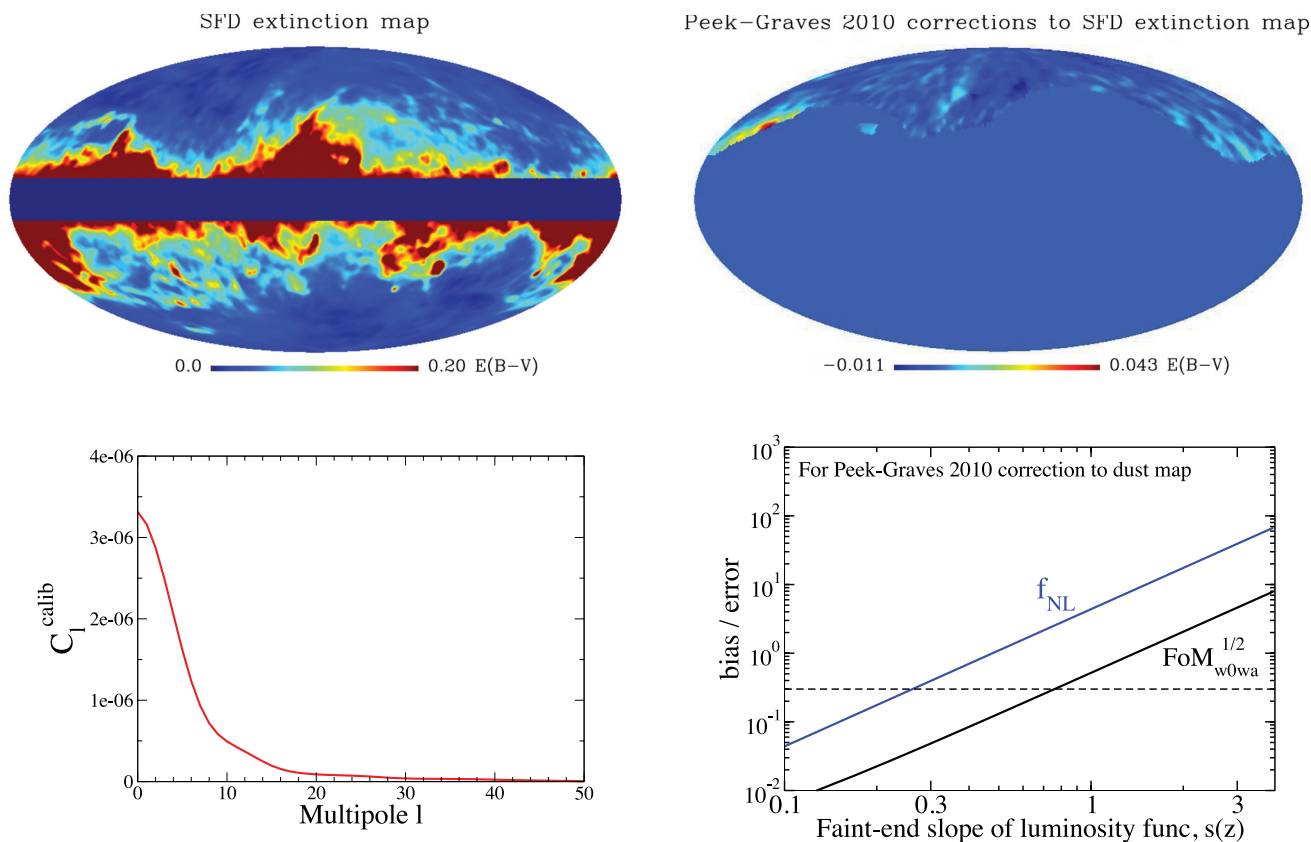 SFD extinction map
Peek-Graves 2010 corrections to SFD extinction map
0.0 0.20 E(B-V)
-0.011 0.043 E(B-V)
4e-06
3e-06
2e-06
1e-06
0
C_l^calib
0 10 20 30 40 50
Multipole l
For Peek-Graves 2010 correction to dust map
10^3
10^2
10^1
10^0
10^-1
10^-2
bias / error
f_NL
FoM_w0wa^1/2
0.1 0.3 1 3
Faint-end slope of luminosity func, s(z)